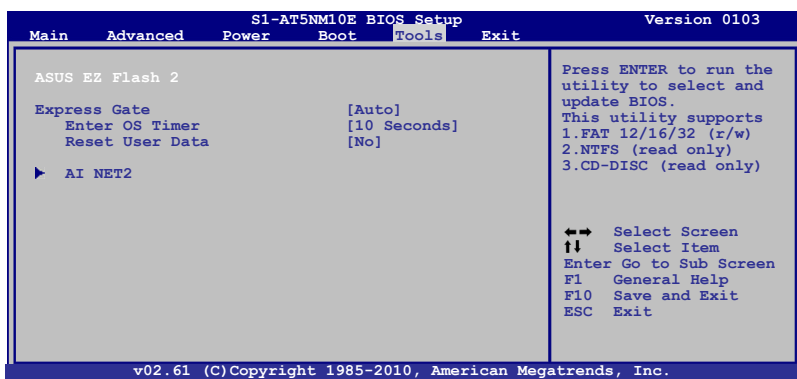 S1-AT5NM10E BIOS Setup Version 0103
Main Advanced Power Boot Tools Exit
ASUS EZ Flash 2
Express Gate [Auto]
Enter OS Timer [10 Seconds]
Reset User Data [No]
AI NET2
Press ENTER to run the
utility to select and
update BIOS.
This utility supports
1.FAT 12/16/32 (r/w)
2.NTFS (read only)
3.CD-DISC (read only)
Select Screen
Select Item
Enter Go to Sub Screen
F1 General Help
F10 Save and Exit
ESC Exit
v02.61 (C)Copyright 1985-2010, American Megatrends, Inc.